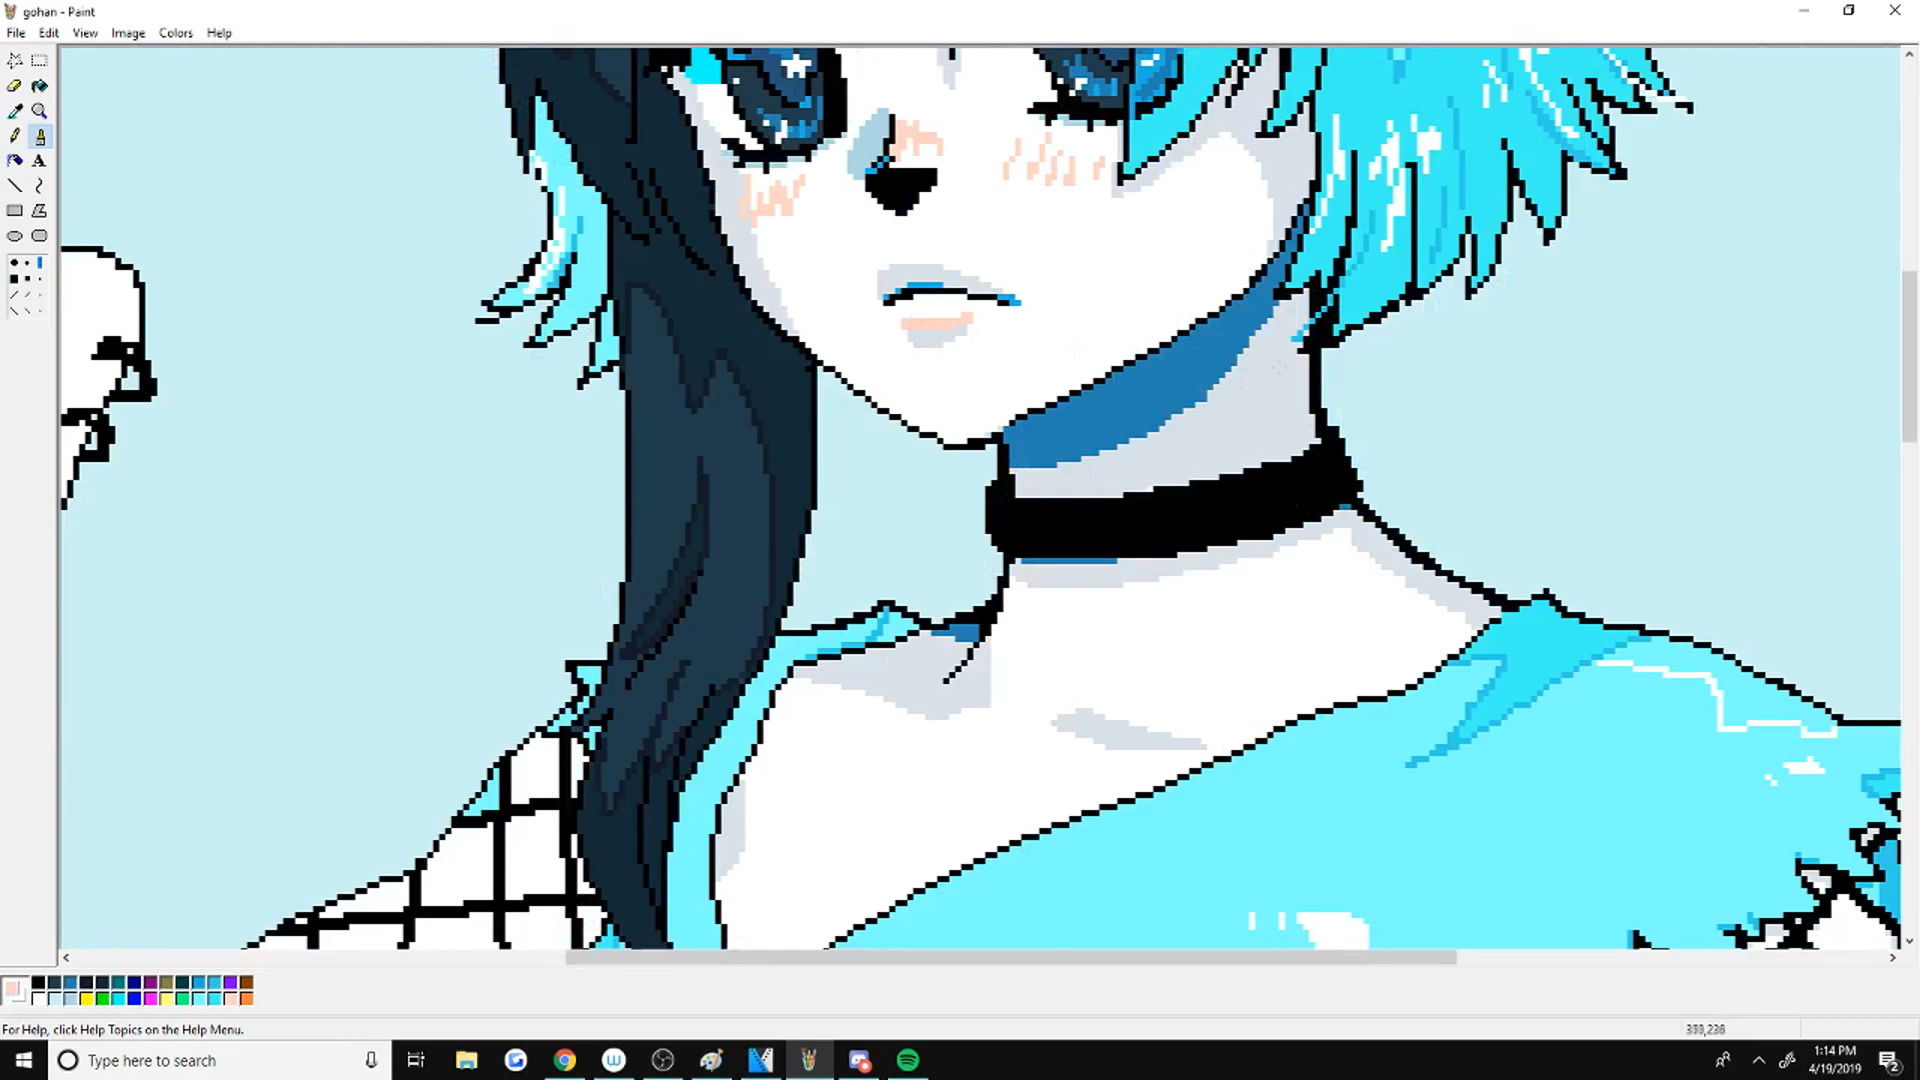 gohan - Paint
File Edit View Image Colors Help
A
For Help, click Help Topics on the Help Menu.
Type here to search
1:14 PM
4/19/2019
2